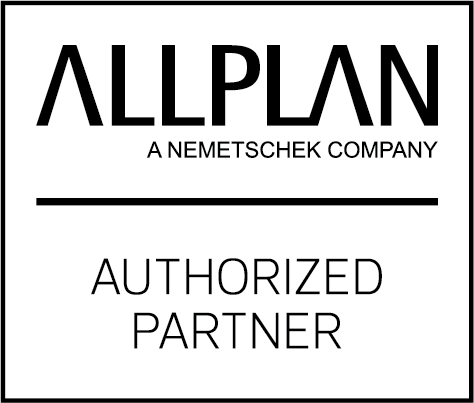 ALLPLAN
A NEMETSCHEK COMPANY
AUTHORIZED
PARTNER